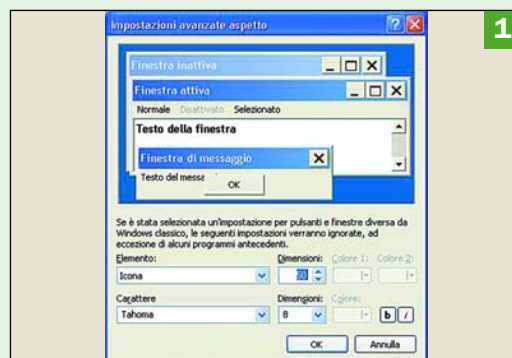 Impostazioni avanzate aspetto
1
Finestra inattiva
Finestra attiva
Normale Disattivato Selezionato
Testo della finestra
Finestra di messaggio
Testo del mess
OK
Se è stata selezionata un'impostazione per pulsanti e finestre diversa da
Windows classico, le seguenti impostazioni verranno ignorate, ad
eccezione di alcuni programmi antecedenti.
Elemento: Dimensioni: Colore 1: Colore 2:
Icona
Carattere Dimensioni: Colore:
Tahoma 8 b I
OK Annulla